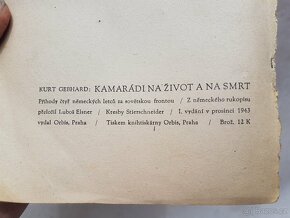 KURT GEBHARD: KAMARÁDI NA ŽIVOT A NA SMRT
Příhody čtyř německých letců za sovětskou frontou / Z německého rukopisu
přeložil Luboš Elsner / Kresby Stierschneider / I. vydání v prosinci 1943
vydal Orbis, Praha / Tiskem knihtiskárny Orbis, Praha / Brož. 12 K